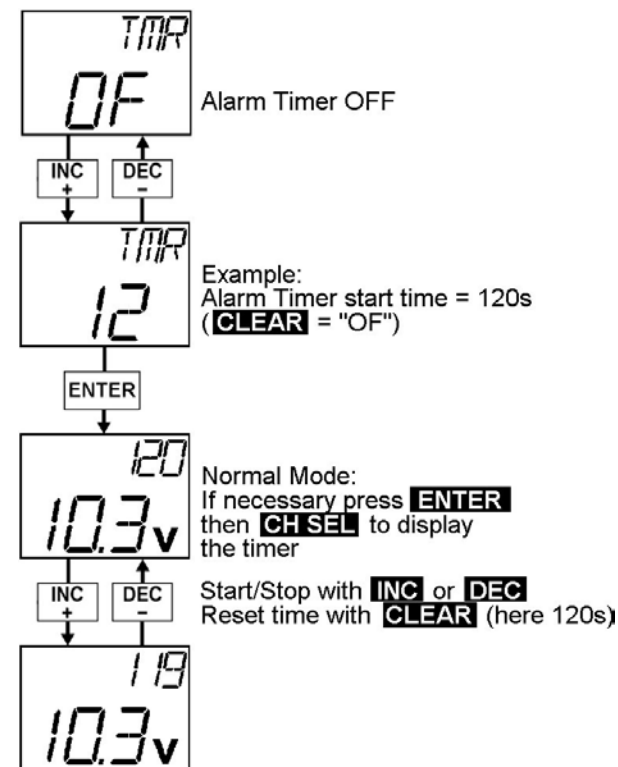 TMR
OF
Alarm Timer OFF
INC
+
DEC
–
TMR
12
Example:
Alarm Timer start time = 120s
(CLEAR = "OF")
ENTER
120
10.3v
Normal Mode:
If necessary press ENTER
then CH SEL to display
the timer
INC
+
DEC
–
Start/Stop with INC or DEC
Reset time with CLEAR (here 120s)
119
10.3v